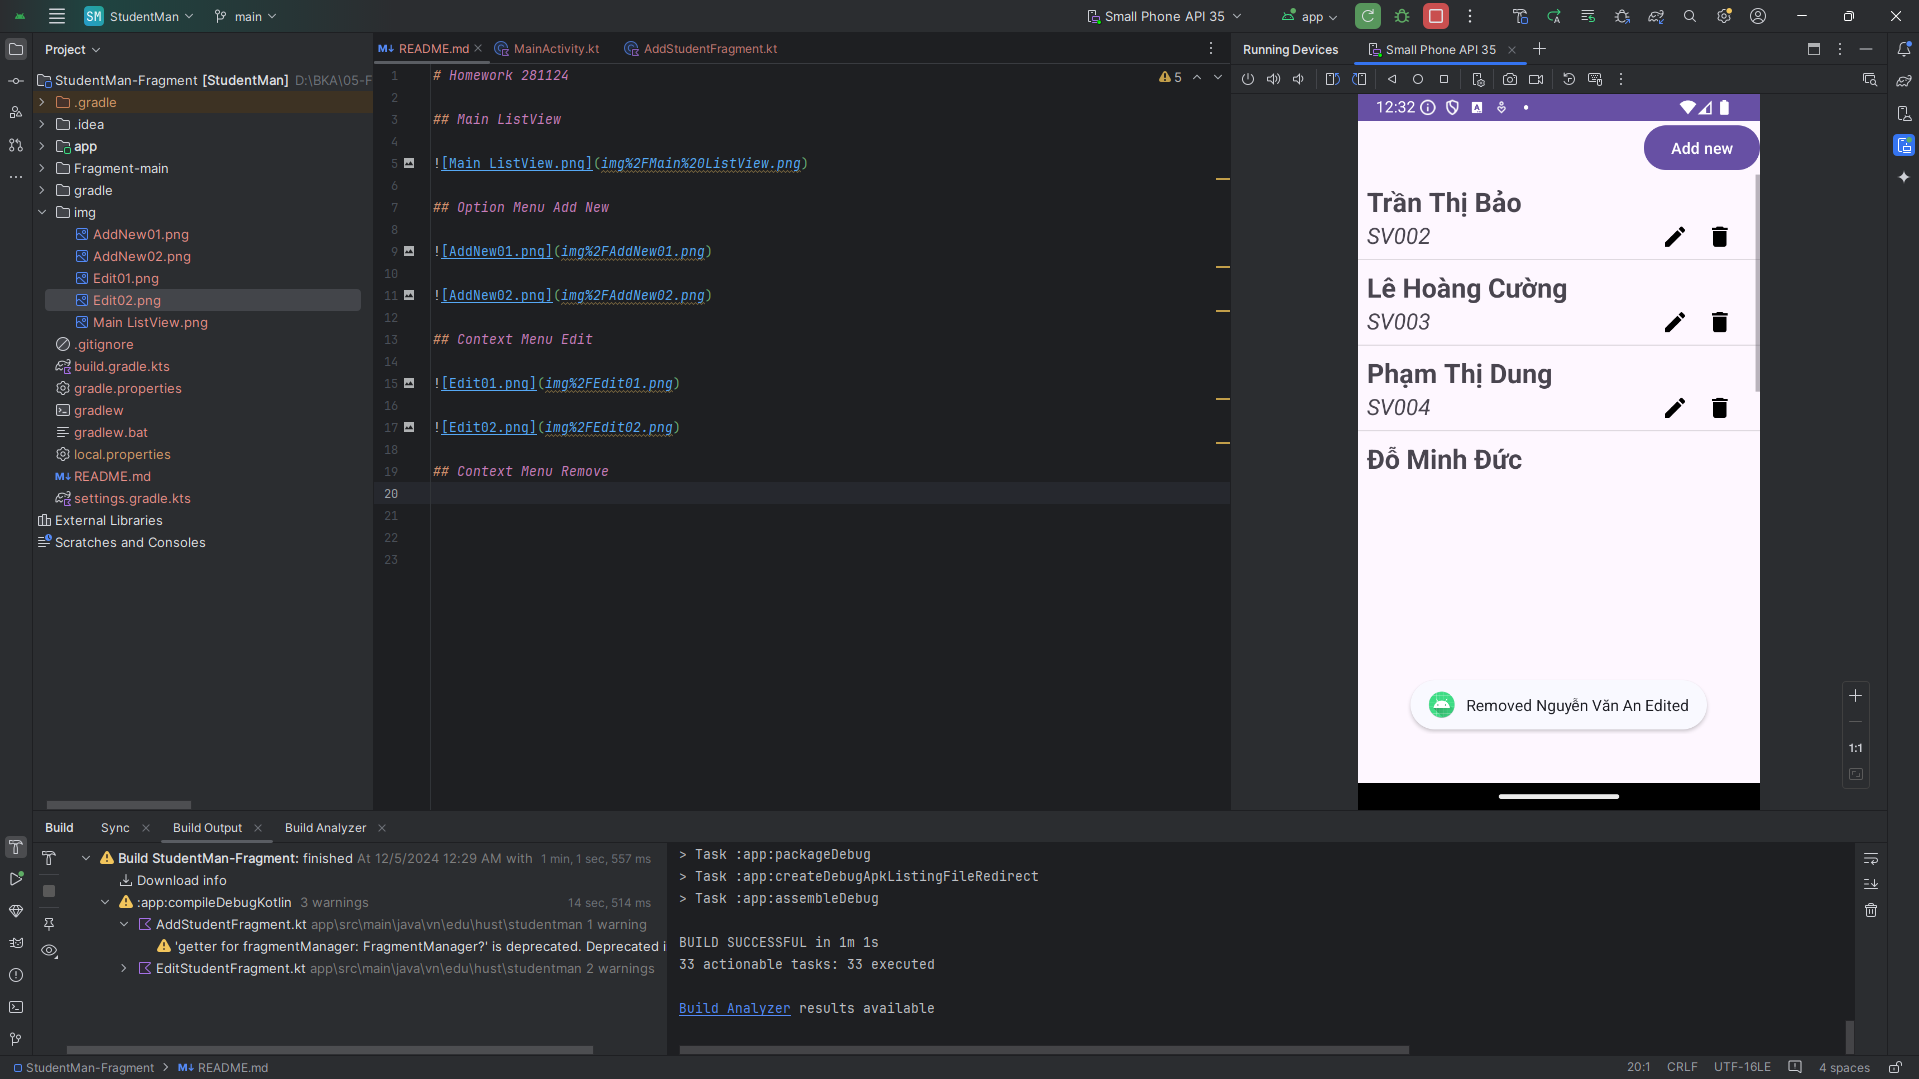 SM StudentMan main Small Phone API 35 app
Project
StudentMan-Fragment [StudentMan] D:\BKA\05-F
.gradle
.idea
app
Fragment-main
gradle
img
AddNew01.png
AddNew02.png
Edit01.png
Edit02.png
Main ListView.png
.gitignore
build.gradle.kts
gradle.properties
gradlew
gradlew.bat
local.properties
README.md
settings.gradle.kts
External Libraries
Scratches and Consoles
README.md MainActivity.kt AddStudentFragment.kt
5
1 # Homework 281124
2
3 ## Main ListView
4
5 ![Main ListView.png](img%2FMain%20ListView.png)
6
7 ## Option Menu Add New
8
9 ![AddNew01.png](img%2FAddNew01.png)
10
11 ![AddNew02.png](img%2FAddNew02.png)
12
13 ## Context Menu Edit
14
15 ![Edit01.png](img%2FEdit01.png)
16
17 ![Edit02.png](img%2FEdit02.png)
18
19 ## Context Menu Remove
20
21
22
23
Running Devices Small Phone API 35
12:32
Add new
Trần Thị Bảo
SV002
Lê Hoàng Cường
SV003
Phạm Thị Dung
SV004
Đỗ Minh Đức
Removed Nguyễn Văn An Edited
1:1
Build Sync Build Output Build Analyzer
Build StudentMan-Fragment: finished At 12/5/2024 12:29 AM with 1 min, 1 sec, 557 ms
Download info
:app:compileDebugKotlin 3 warnings 14 sec, 514 ms
AddStudentFragment.kt app\src\main\java\vn\edu\hust\studentman 1 warning
'getter for fragmentManager: FragmentManager?' is deprecated. Deprecated i
EditStudentFragment.kt app\src\main\java\vn\edu\hust\studentman 2 warnings
> Task :app:packageDebug
> Task :app:createDebugApkListingFileRedirect
> Task :app:assembleDebug
BUILD SUCCESSFUL in 1m 1s
33 actionable tasks: 33 executed
Build Analyzer results available
StudentMan-Fragment > README.md
20:1 CRLF UTF-16LE 4 spaces